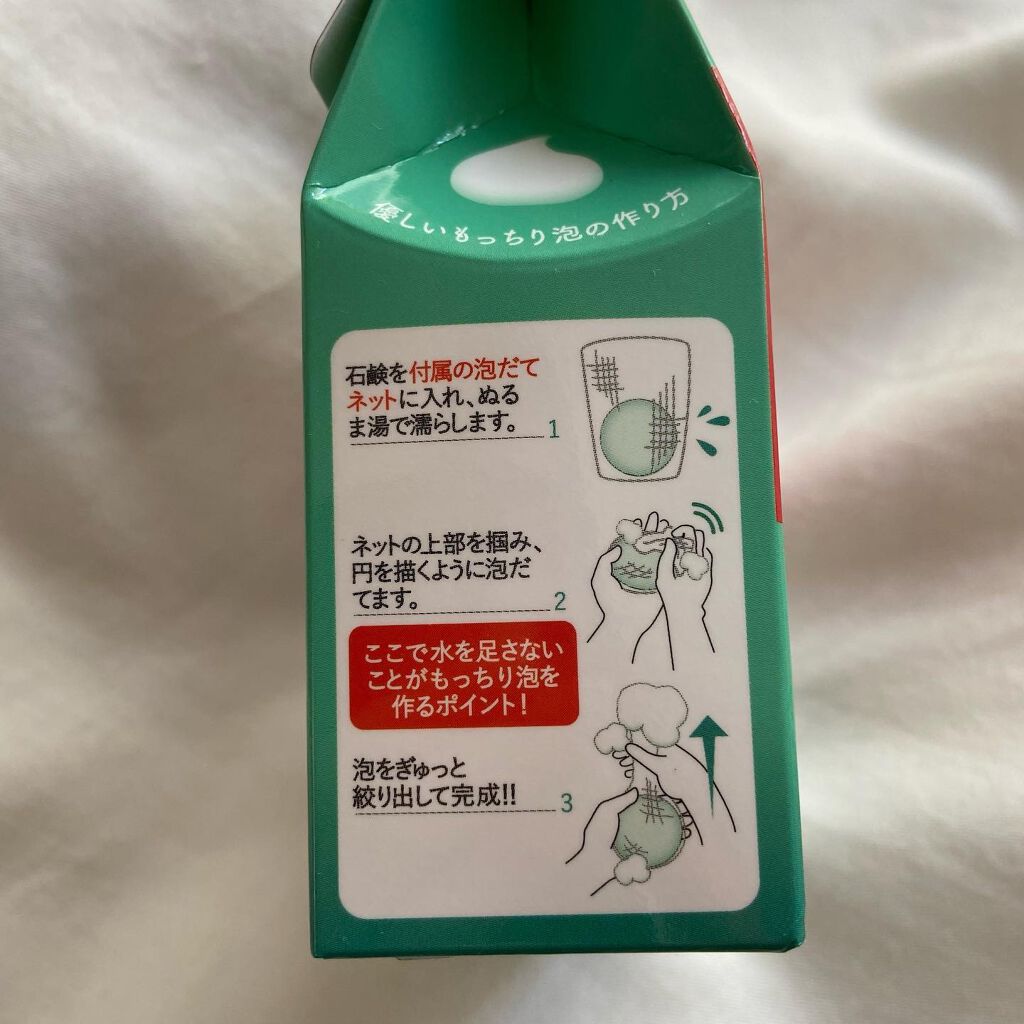 優しいもっちり泡の作り方
石鹸を付属の泡だて
ネットに入れ、ぬる
ま湯で濡らします。
1
ネットの上部を掴み、
円を描くように泡だ
てます。
2
ここで水を足さない
ことがもっちり泡を
作るポイント!
泡をぎゅっと
絞り出して完成!!
3